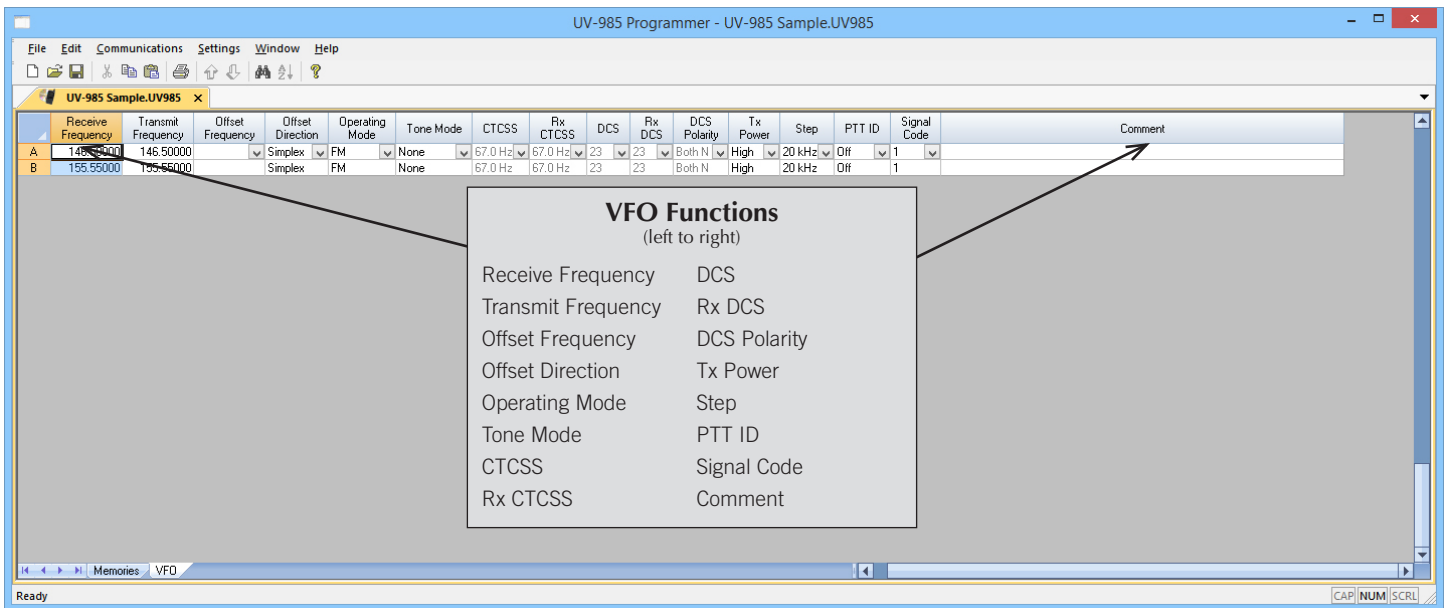 UV-985 Programmer - UV-985 Sample.UV985
File Edit Communications Settings Window Help
UV-985 Sample.UV985
Receive Frequency Transmit Frequency Offset Frequency Offset Direction Operating Mode Tone Mode CTCSS Rx CTCSS DCS Rx DCS DCS Polarity Tx Power Step PTT ID Signal Code Comment
A 146.50000 Simplex FM None 67.0 Hz 67.0 Hz 23 23 Both N High 20 kHz Off 1
B 155.55000 155.55000 Simplex FM None 67.0 Hz 67.0 Hz 23 23 Both N High 20 kHz Off 1
VFO Functions
(left to right)
Receive Frequency DCS
Transmit Frequency Rx DCS
Offset Frequency DCS Polarity
Offset Direction Tx Power
Operating Mode Step
Tone Mode PTT ID
CTCSS Signal Code
Rx CTCSS Comment
Memories VFO
Ready CAP NUM SCRL